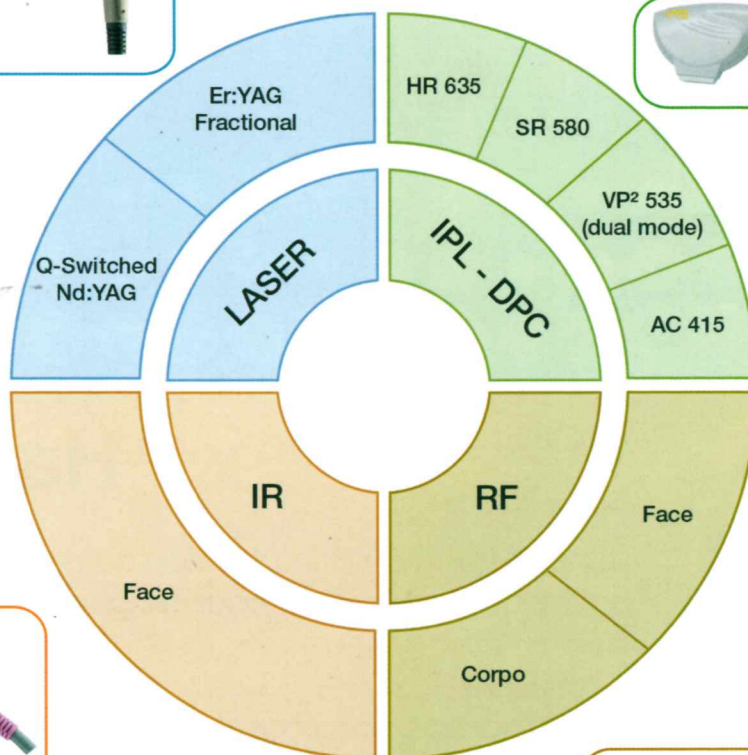 Er:YAG
Fractional
HR 635
SR 580
VP² 535
(dual mode)
AC 415
Q-Switched
Nd:YAG
LASER
IPL - DPC
IR
RF
Face
Face
Corpo